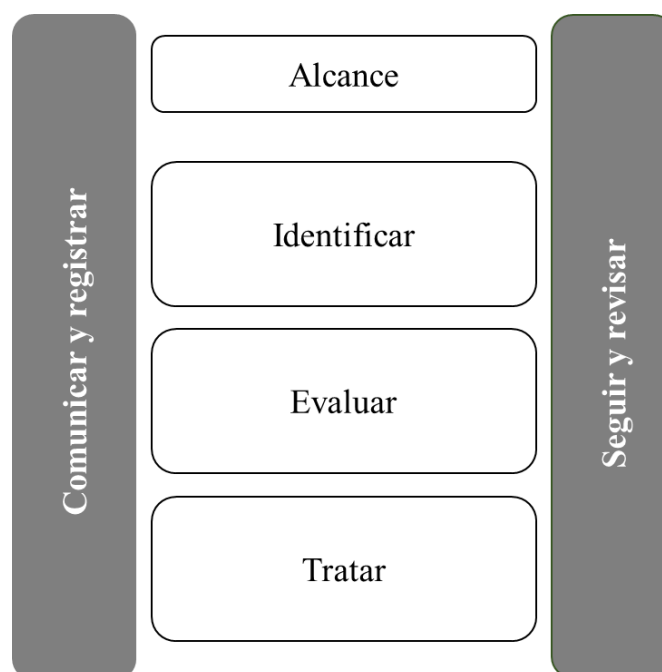 Comunicar y registrar
Alcance
Identificar
Evaluar
Tratar
Seguir y revisar